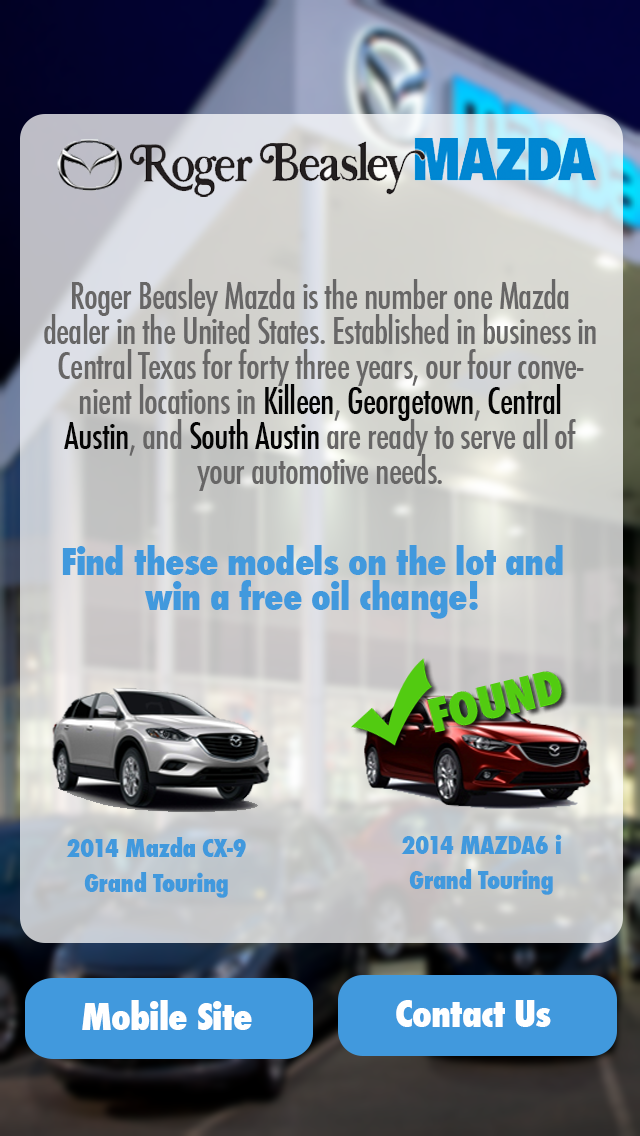 Roger Beasley MAZDA
Roger Beasley Mazda is the number one Mazda
dealer in the United States. Established in business in
Central Texas for forty three years, our four conve-
nient locations in Killeen, Georgetown, Central
Austin, and South Austin are ready to serve all of
your automotive needs.
Find these models on the lot and
win a free oil change!
FOUND
2014 Mazda CX-9
Grand Touring
2014 MAZDA6 i
Grand Touring
Mobile Site
Contact Us